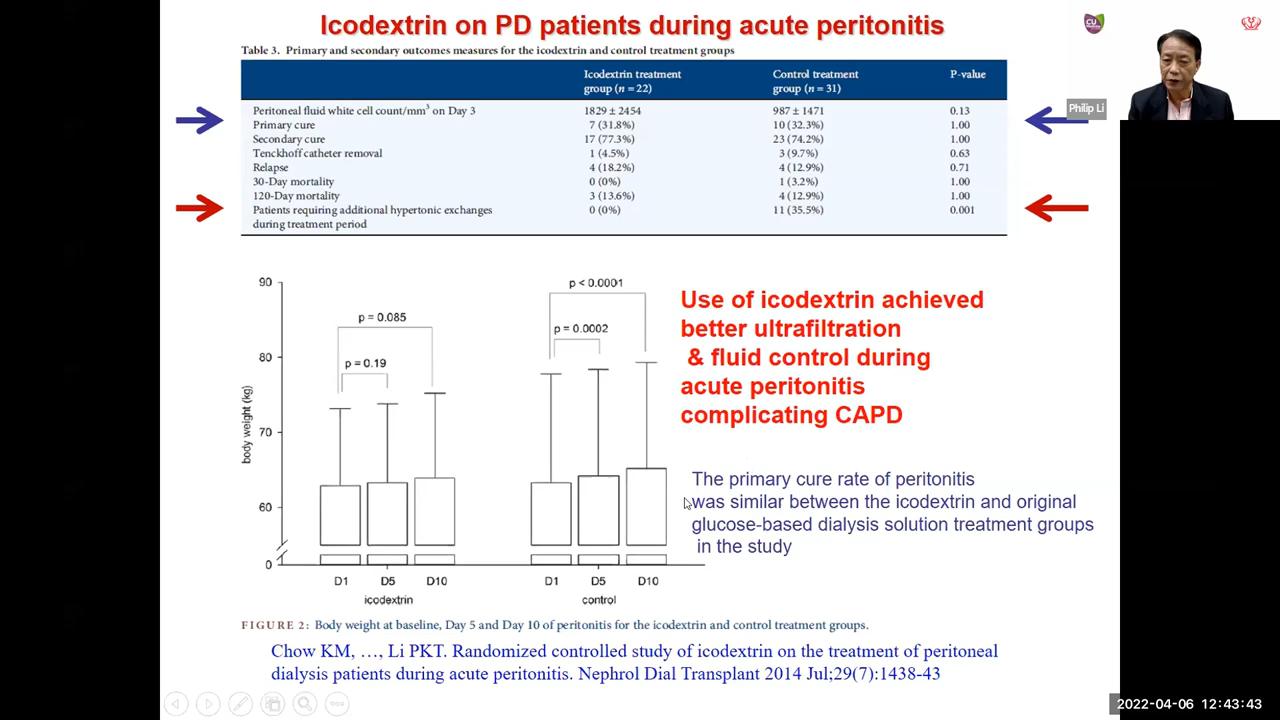 Icodextrin on PD patients during acute peritonitis
Table 3. Primary and secondary outcomes measures for the icodextrin and control treatment groups
Icodextrin treatment group (n = 22) Control treatment group (n = 31) P-value
Peritoneal fluid white cell count/mm³ on Day 3 1829 ± 2454 987 ± 1471 0.13
Primary cure 7 (31.8%) 10 (32.3%) 1.00
Secondary cure 17 (77.3%) 23 (74.2%) 1.00
Tenckhoff catheter removal 1 (4.5%) 3 (9.7%) 0.63
Relapse 4 (18.2%) 4 (12.9%) 0.71
30-Day mortality 0 (0%) 1 (3.2%) 1.00
120-Day mortality 3 (13.6%) 4 (12.9%) 1.00
Patients requiring additional hypertonic exchanges 0 (0%) 11 (35.5%) 0.001
during treatment period
CU
Philip Li
body weight (kg)
90
80
70
60
0
p = 0.085
p = 0.19
p < 0.0001
p = 0.0002
D1 D5 D10 D1 D5 D10
icodextrin control
Use of icodextrin achieved
better ultrafiltration
& fluid control during
acute peritonitis
complicating CAPD
The primary cure rate of peritonitis
was similar between the icodextrin and original
glucose-based dialysis solution treatment groups
in the study
FIGURE 2: Body weight at baseline, Day 5 and Day 10 of peritonitis for the icodextrin and control treatment groups.
Chow KM, …, Li PKT. Randomized controlled study of icodextrin on the treatment of peritoneal
dialysis patients during acute peritonitis. Nephrol Dial Transplant 2014 Jul;29(7):1438-43
2022-04-06 12:43:43